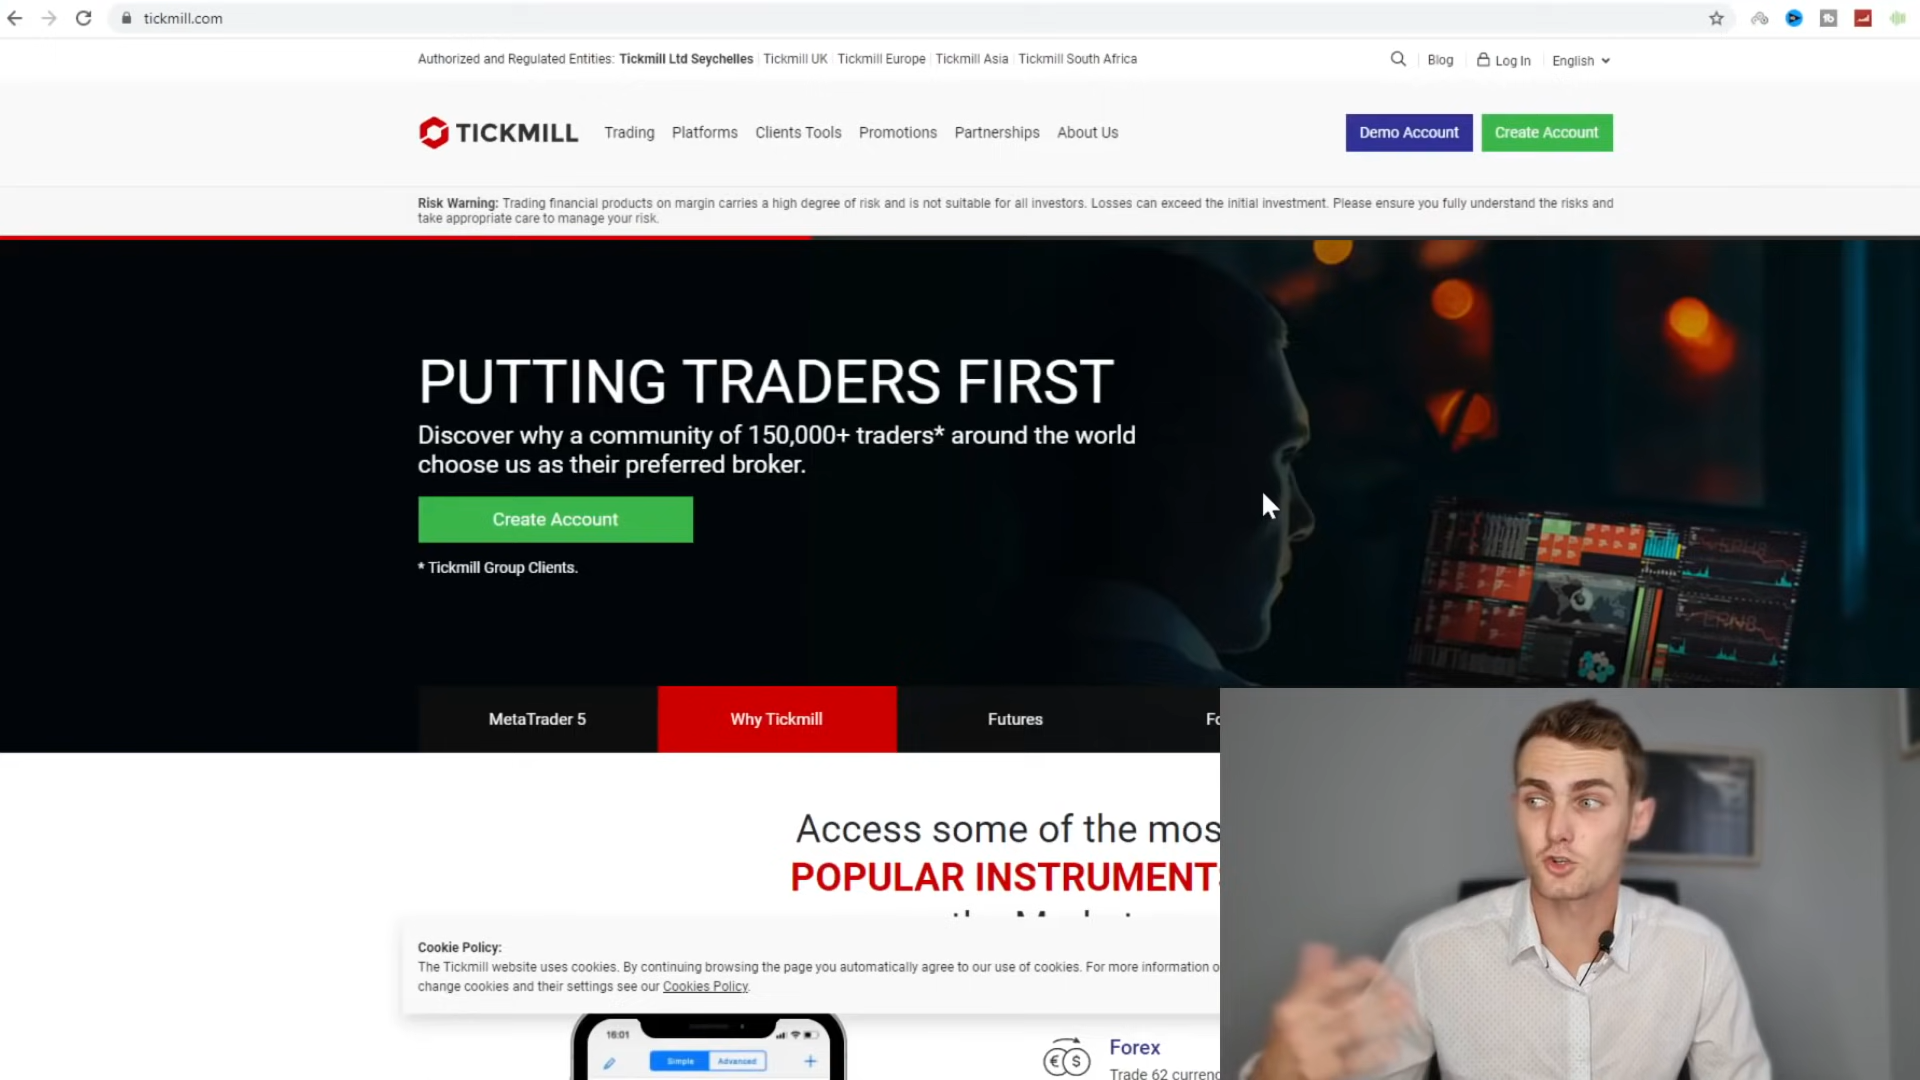 tickmill.com
Authorized and Regulated Entities: Tickmill Ltd Seychelles Tickmill UK Tickmill Europe Tickmill Asia Tickmill South Africa
Blog Log In English
TICKMILL Trading Platforms Clients Tools Promotions Partnerships About Us Demo Account Create Account
Risk Warning: Trading financial products on margin carries a high degree of risk and is not suitable for all investors. Losses can exceed the initial investment. Please ensure you fully understand the risks and
take appropriate care to manage your risk.
PUTTING TRADERS FIRST
Discover why a community of 150,000+ traders* around the world
choose us as their preferred broker.
Create Account
* Tickmill Group Clients.
MetaTrader 5 Why Tickmill Futures
Access some of the mos
POPULAR INSTRUMENT
Cookie Policy:
The Tickmill website uses cookies. By continuing browsing the page you automatically agree to our use of cookies. For more information o
change cookies and their settings see our Cookies Policy.
16:01
Simple Advanced
Forex
Trade 62 currenc